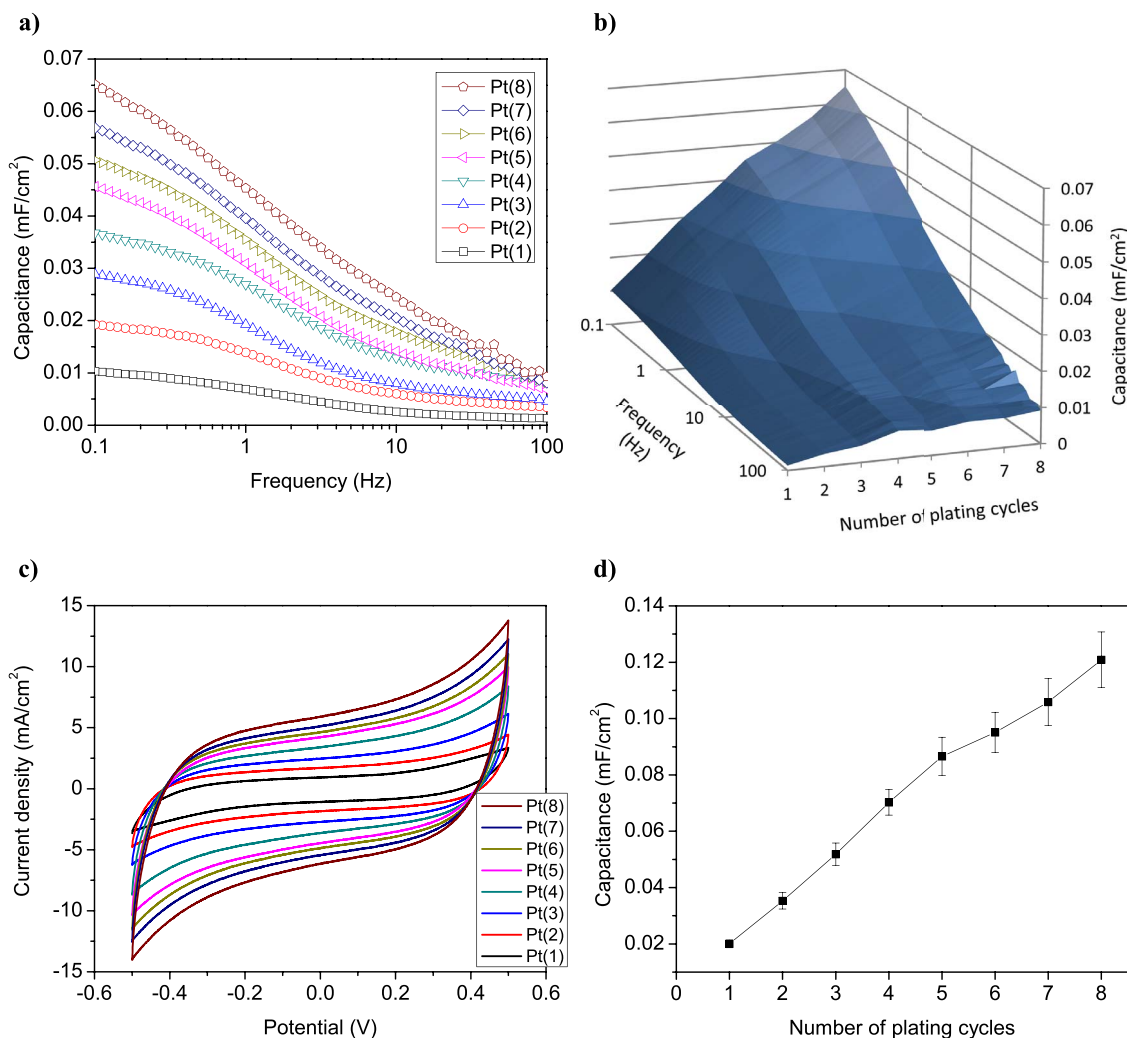 a)
0.07
0.06
0.05
0.04
0.03
0.02
0.01
0.00
Capacitance (mF/cm²)
Pt(8)
Pt(7)
Pt(6)
Pt(5)
Pt(4)
Pt(3)
Pt(2)
Pt(1)
0.1
1
10
100
Frequency (Hz)
b)
0.07
0.06
0.05
0.04
0.03
0.02
0.01
0
Capacitance (mF/cm²)
0.1
1
10
100
Frequency
(Hz)
1
2
3
4
5
6
7
8
Number of plating cycles
c)
15
10
5
0
-5
-10
-15
Current density (mA/cm²)
Pt(8)
Pt(7)
Pt(6)
Pt(5)
Pt(4)
Pt(3)
Pt(2)
Pt(1)
-0.6
-0.4
-0.2
0.0
0.2
0.4
0.6
Potential (V)
d)
0.14
0.12
0.10
0.08
0.06
0.04
0.02
Capacitance (mF/cm²)
0
1
2
3
4
5
6
7
8
Number of plating cycles